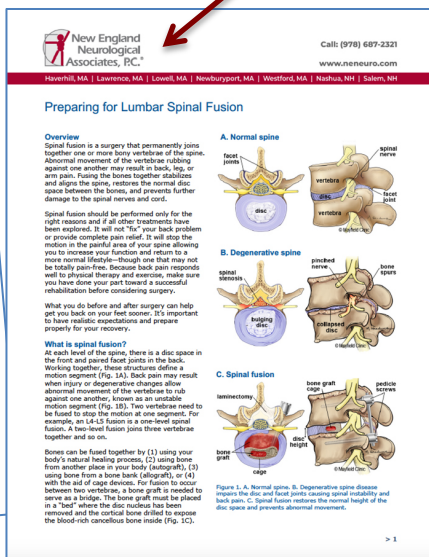 New England
Neurological
Associates, P.C.®
Call: (978) 687-2321
www.neneuro.com
Haverhill, MA | Lawrence, MA | Lowell, MA | Newburyport, MA | Westford, MA | Nashua, NH | Salem, NH
Preparing for Lumbar Spinal Fusion
Overview
Spinal fusion is a surgery that permanently joins
together one or more bony vertebrae of the spine.
Abnormal movement of the vertebrae rubbing
against one another may result in back, leg, or
arm pain. Fusing the bones together stabilizes
and aligns the spine, restores the normal disc
space between the bones, and prevents further
damage to the spinal nerves and cord.
Spinal fusion should be performed only for the
right reasons and if all other treatments have
been explored. It will not "fix" your back problem
or provide complete pain relief. It will stop the
motion in the painful area of your spine allowing
you to increase your function and return to a
more normal lifestyle—though one that may not
be totally pain-free. Because back pain responds
well to physical therapy and exercise, make sure
you have done your part toward a successful
rehabilitation before considering surgery.
What you do before and after surgery can help
get you back on your feet sooner. It's important
to have realistic expectations and prepare
properly for your recovery.
What is spinal fusion?
At each level of the spine, there is a disc space in
the front and paired facet joints in the back.
Working together, these structures define a
motion segment (Fig. 1A). Back pain may result
when injury or degenerative changes allow
abnormal movement of the vertebrae to rub
against one another, known as an unstable
motion segment (Fig. 1B). Two vertebrae need to
be fused to stop the motion at one segment. For
example, an L4-L5 fusion is a one-level spinal
fusion. A two-level fusion joins three vertebrae
together and so on.
Bones can be fused together by (1) using your
body's natural healing process, (2) using bone
from another place in your body (autograft), (3)
using bone from a bone bank (allograft), or (4)
with the aid of cage devices. For fusion to occur
between two vertebrae, a bone graft is needed to
serve as a bridge. The bone graft must be placed
in a "bed" where the disc nucleus has been
removed and the cortical bone drilled to expose
the blood-rich cancellous bone inside (Fig. 1C).
A. Normal spine
facet
joints
disc
spinal
nerve
vertebra
disc
vertebra
facet
joint
© Mayfield Clinic
B. Degenerative spine
spinal
stenosis
bulging
disc
pinched
nerve
bone
spurs
collapsed
disc
© Mayfield Clinic
C. Spinal fusion
laminectomy
bone
graft
cage
bone graft
cage
pedicle
screws
disc
height
© Mayfield Clinic
Figure 1. A. Normal spine. B. Degenerative spine disease
impairs the disc and facet joints causing spinal instability and
back pain. C. Spinal fusion restores the normal height of the
disc space and prevents abnormal movement.
> 1